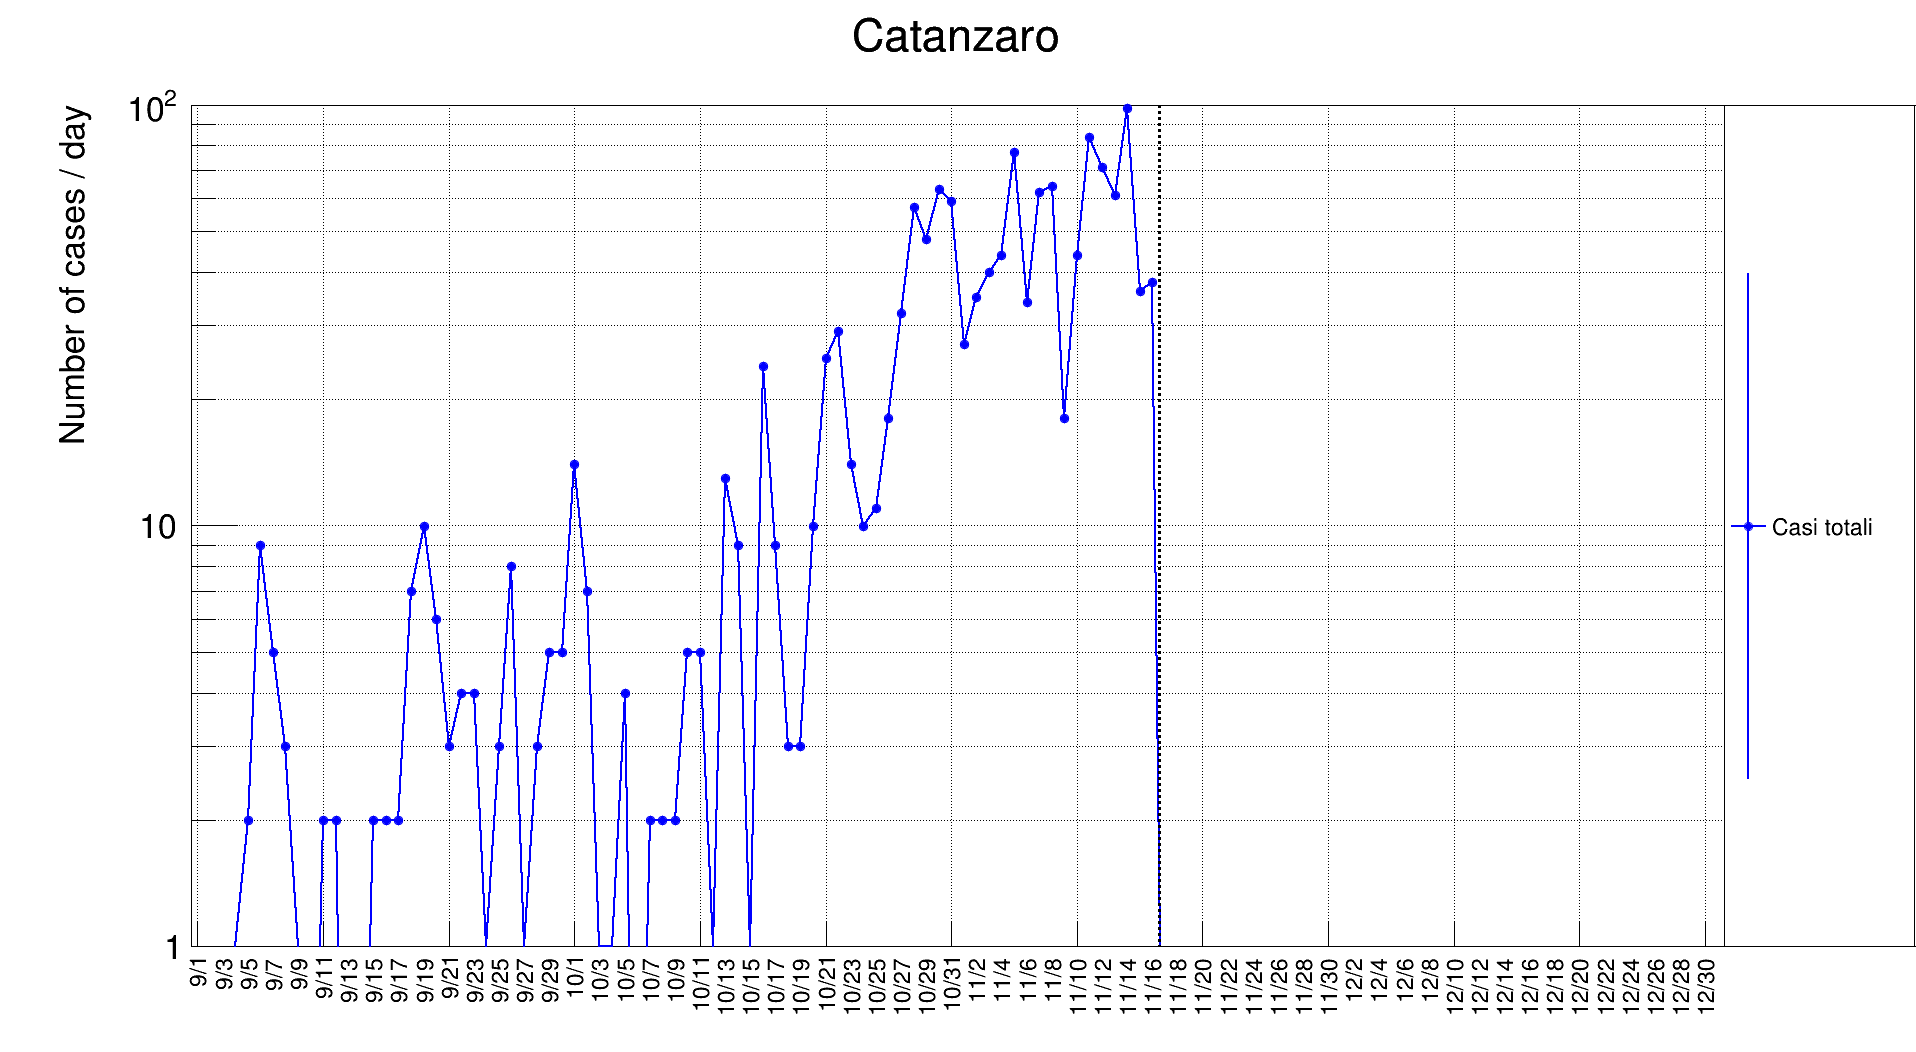 Catanzaro
Number of cases / day
10²
10
1
9/1 9/3 9/5 9/7 9/9 9/11 9/13 9/15 9/17 9/19 9/21 9/23 9/25 9/27 9/29 10/1 10/3 10/5 10/7 10/9 10/11 10/13 10/15 10/17 10/19 10/21 10/23 10/25 10/27 10/29 10/31 11/2 11/4 11/6 11/8 11/10 11/12 11/14 11/16 11/18 11/20 11/22 11/24 11/26 11/28 11/30 12/2 12/4 12/6 12/8 12/10 12/12 12/14 12/16 12/18 12/20 12/22 12/24 12/26 12/28 12/30
Casi totali